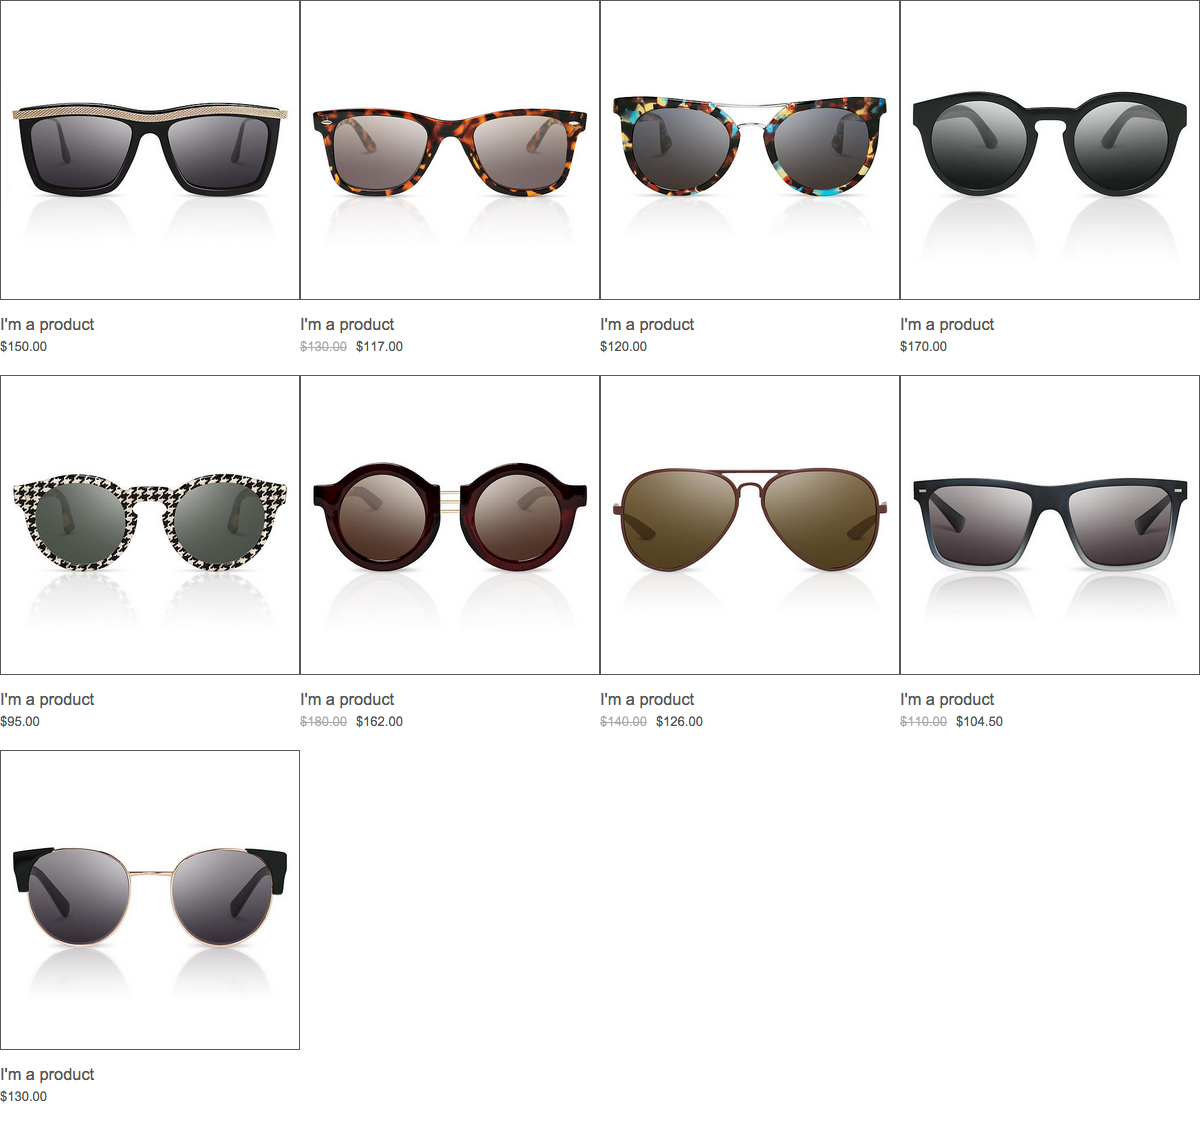 I'm a product
$150.00
I'm a product
$130.00 $117.00
I'm a product
$120.00
I'm a product
$170.00
I'm a product
$95.00
I'm a product
$180.00 $162.00
I'm a product
$140.00 $126.00
I'm a product
$110.00 $104.50
I'm a product
$130.00